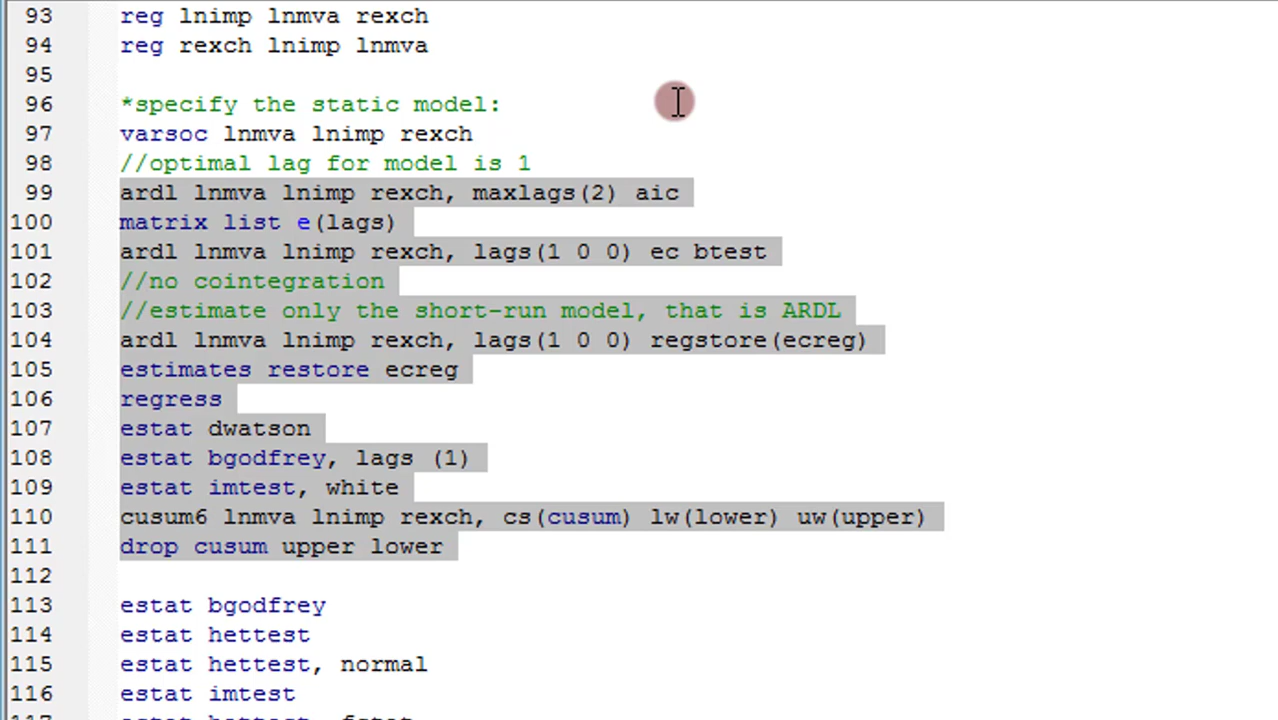 93 reg lnimp lnmva rexch
94 reg rexch lnimp lnmva
95
96 *specify the static model:
97 varsoc lnmva lnimp rexch
98 //optimal lag for model is 1
99 ardl lnmva lnimp rexch, maxlags(2) aic
100 matrix list e(lags)
101 ardl lnmva lnimp rexch, lags(1 0 0) ec btest
102 //no cointegration
103 //estimate only the short-run model, that is ARDL
104 ardl lnmva lnimp rexch, lags(1 0 0) regstore(ecreg)
105 estimates restore ecreg
106 regress
107 estat dwatson
108 estat bgodfrey, lags (1)
109 estat imtest, white
110 cusum6 lnmva lnimp rexch, cs(cusum) lw(lower) uw(upper)
111 drop cusum upper lower
112
113 estat bgodfrey
114 estat hettest
115 estat hettest, normal
116 estat imtest
117 estat hettest, fstat